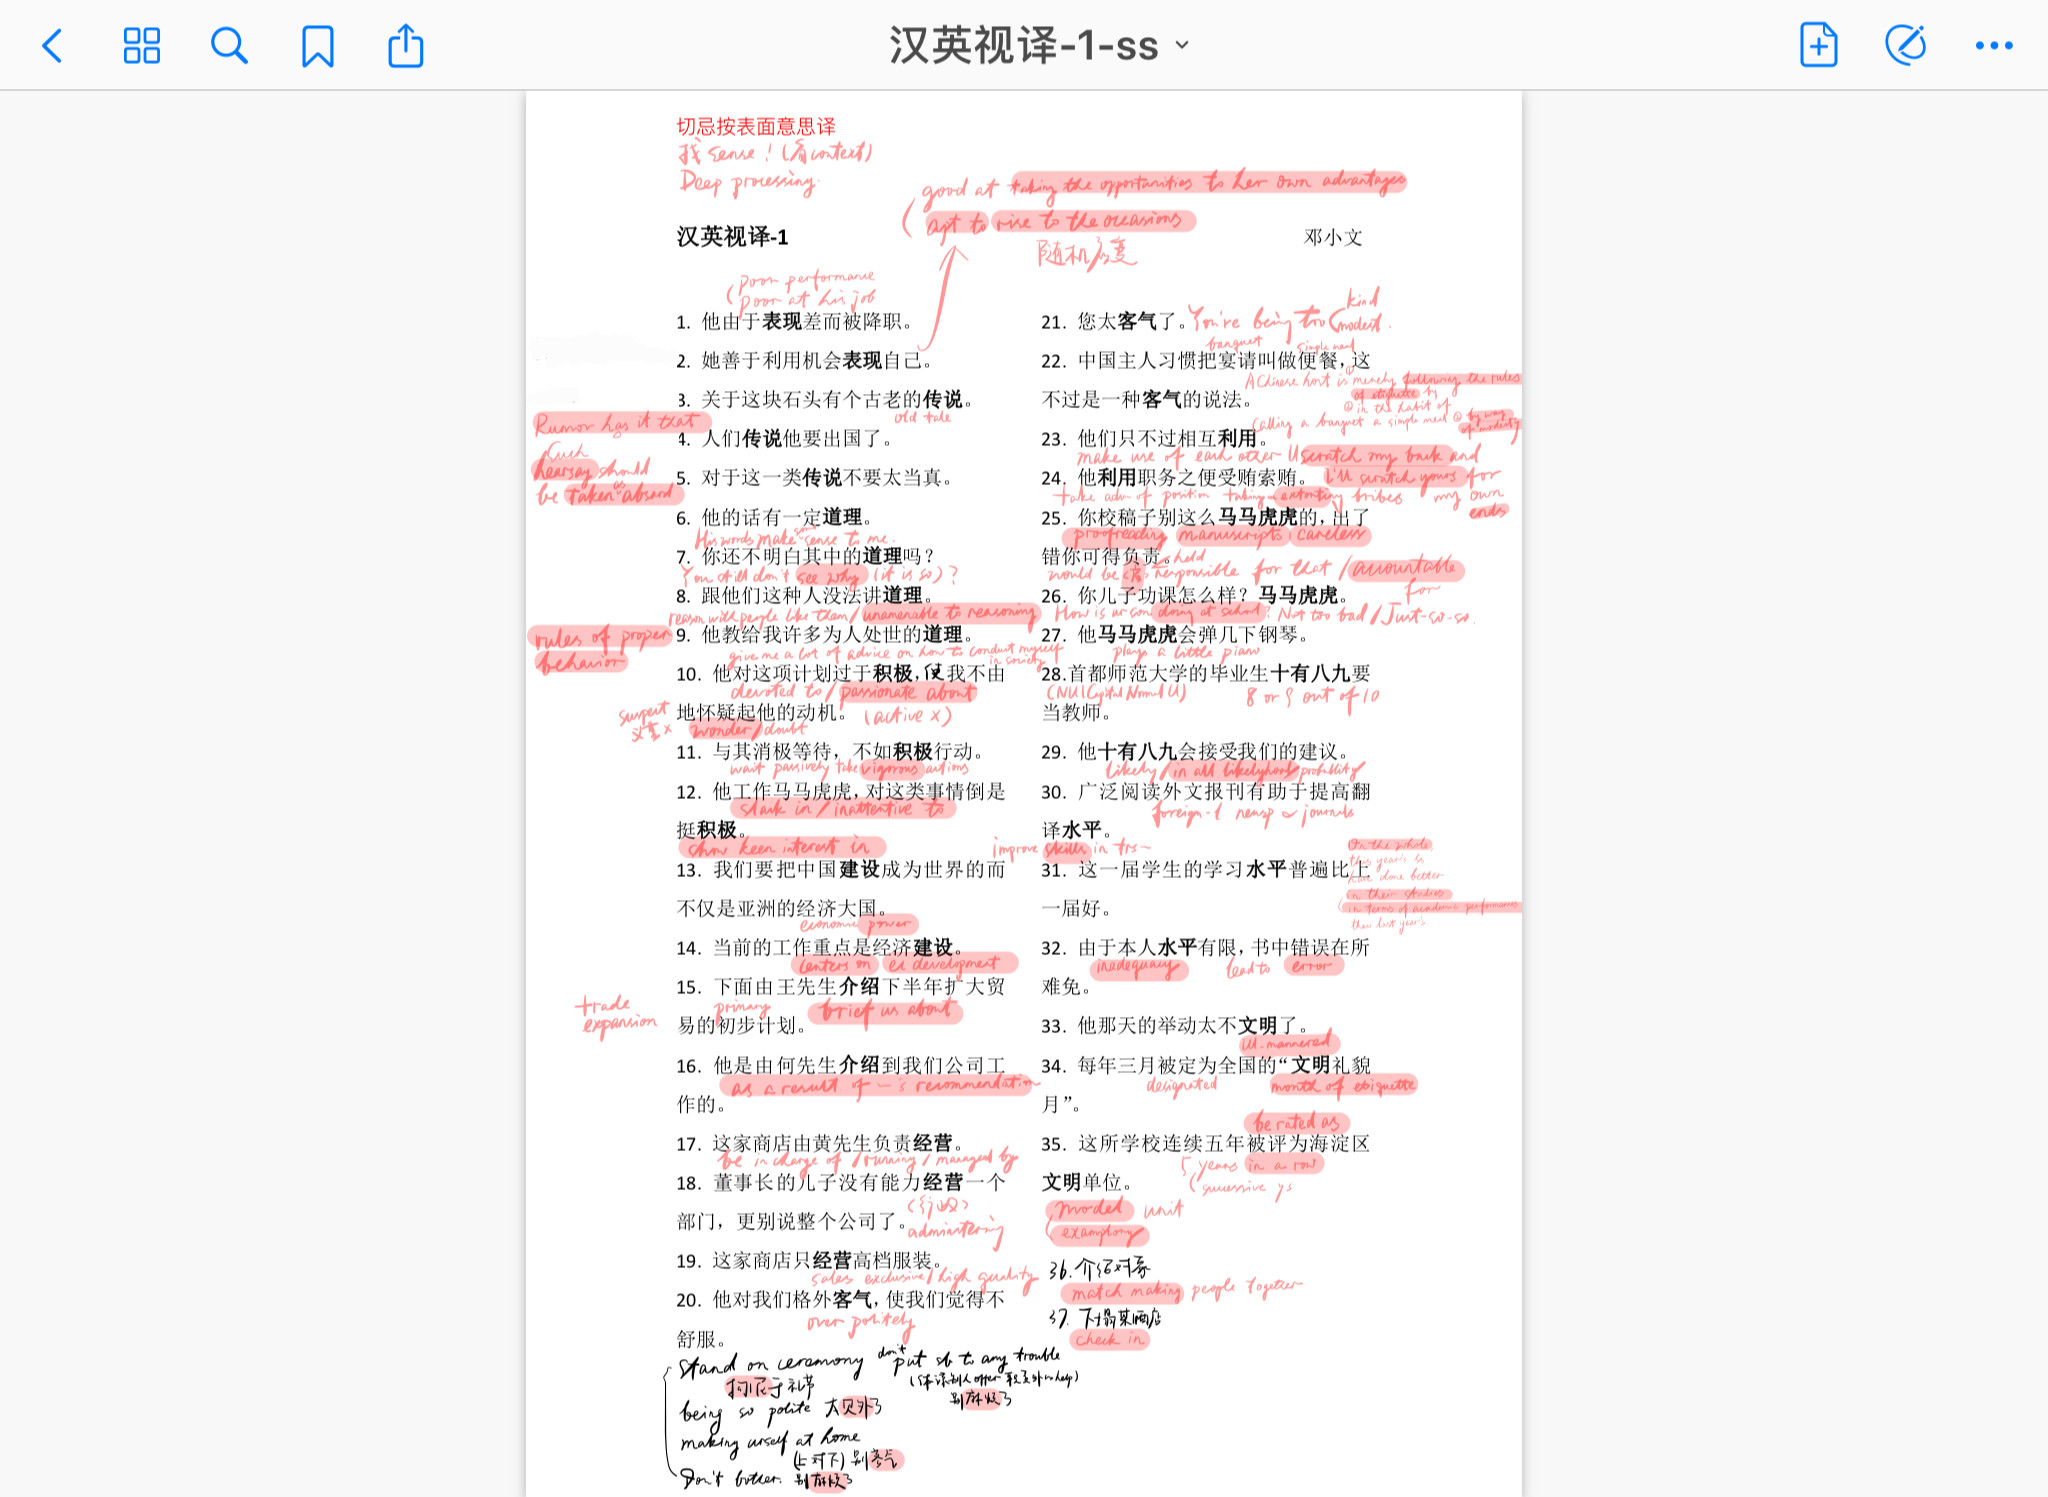 汉英视译-1-ss
切忌按表面意思译
找 sense！(看context)
Deep processing.
good at taking the opportunities to her own advantages
apt to rise to the occasions
随机应变
汉英视译-1
邓小文
poor performance
poor at his job
1. 他由于表现差而被降职。
2. 她善于利用机会表现自己。
3. 关于这块石头有个古老的传说。
old tale
Rumor has it that
4. 人们传说他要出国了。
Such
hearsay should
be taken as absurd
5. 对于这一类传说不要太当真。
6. 他的话有一定道理。
His words make some sense to me.
7. 你还不明白其中的道理吗？
You still don't see why (it is so)?
8. 跟他们这种人没法讲道理。
reason with people like them / unamenable to reasoning
rules of proper
behavior
9. 他教给我许多为人处世的道理。
give me a lot of advice on how to conduct myself
in society
10. 他对这项计划过于积极，使我不由
devoted to / passionate about
地怀疑起他的动机。 (active x)
suspect
wonder / doubt
11. 与其消极等待，不如积极行动。
wait passively take vigorous actions
12. 他工作马马虎虎，对这类事情倒是
slack in / inattentive to
挺积极。
show keen interest in
13. 我们要把中国建设成为世界的而
不仅是亚洲的经济大国。
economic power
14. 当前的工作重点是经济建设。
centers on ec development
15. 下面由王先生介绍下半年扩大贸
trade
expansion
primary brief us about
易的初步计划。
16. 他是由何先生介绍到我们公司工
as a result of ~'s recommendation
作的。
17. 这家商店由黄先生负责经营。
be in charge of / running / managed by
18. 董事长的儿子没有能力经营一个
(行政)
部门，更别说整个公司了。
administering
19. 这家商店只经营高档服装。
sales exclusive / high quality
20. 他对我们格外客气，使我们觉得不
over politely
舒服。
stand on ceremony
拘泥于礼节
don't put sb to any trouble
别麻烦了
being so polite 太见外了
making urself at home
(上对下) 别客气
Don't bother. 别麻烦了
21. 您太客气了。
You're being too kind
modest.
banquet simple meal
22. 中国主人习惯把宴请叫做便餐，这
A Chinese host is merely following the rules
of etiquette by
不过是一种客气的说法。
in the habit of
calling a banquet a simple meal by way
of modesty
23. 他们只不过相互利用。
make use of each other
scratch my back and
I'll scratch yours
for
my own
ends
24. 他利用职务之便受贿索贿。
take adv of position taking extorting bribes
25. 你校稿子别这么马马虎虎的，出了
proofreading manuscripts careless
错你可得负责。
held
would be responsible for that / accountable
for
26. 你儿子功课怎么样？马马虎虎。
How is ur son doing at school? Not too bad / Just-so-so.
27. 他马马虎虎会弹几下钢琴。
plays a little piano
28.首都师范大学的毕业生十有八九要
CNU (Capital Normal U) 8 or 9 out of 10
当教师。
29. 他十有八九会接受我们的建议。
likely / in all likelyhood probablity
30. 广泛阅读外文报刊有助于提高翻
foreign-l newsp & journals
译水平。
improve skills in trs~
31. 这一届学生的学习水平普遍比上
On the whole,
this year's Ss
have done better
in their studies
in terms of academic performances
than last year's.
一届好。
32. 由于本人水平有限，书中错误在所
inadequacy lead to error
难免。
33. 他那天的举动太不文明了。
ill-mannered
34. 每年三月被定为全国的“文明礼貌
designated month of etiquette
月”。
be rated as
35. 这所学校连续五年被评为海淀区
5 years in a row
successive ys
文明单位。
model unit
examplory
36. 介绍对象
match making people together
37. 下榻某酒店
check in